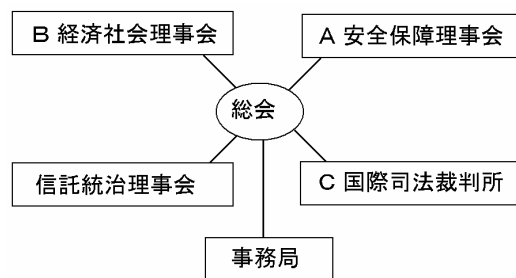 B 経済社会理事会
A 安全保障理事会
総会
信託統治理事会
C 国際司法裁判所
事務局